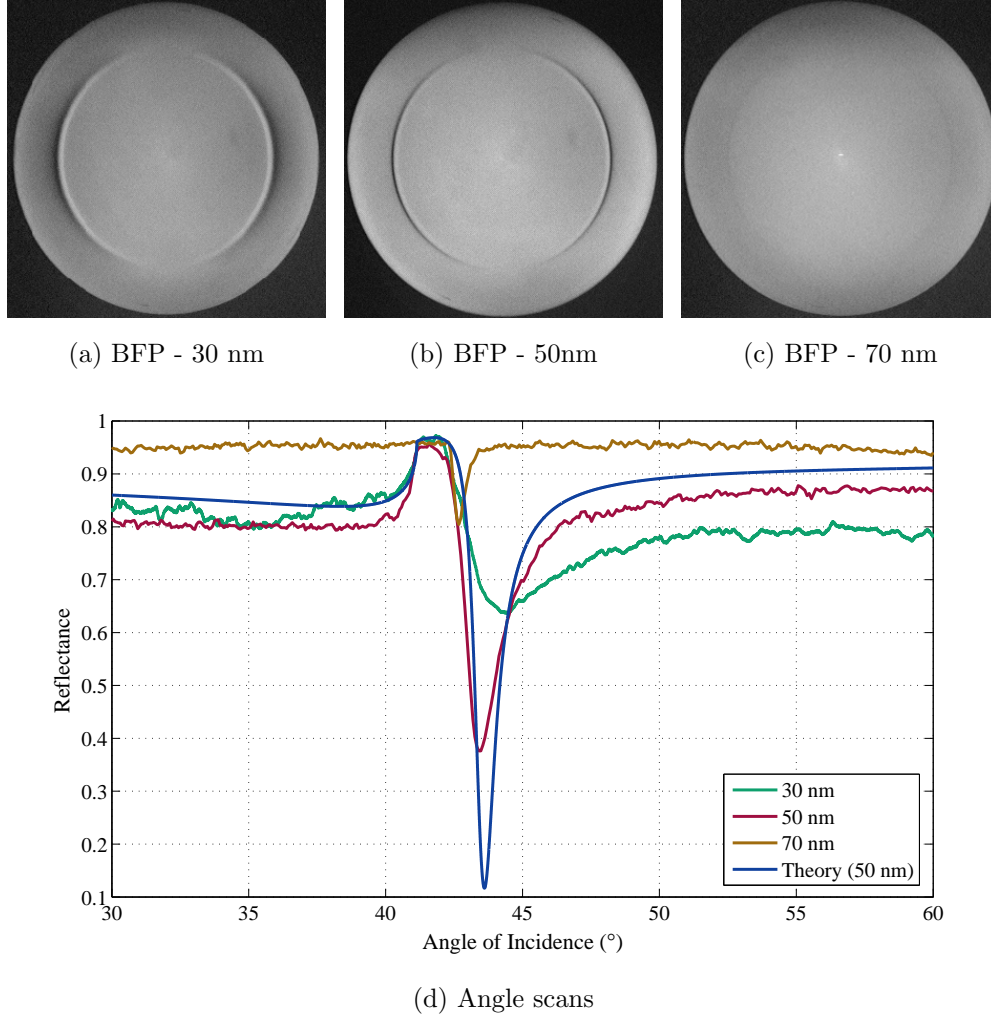 (a) BFP - 30 nm
(b) BFP - 50nm
(c) BFP - 70 nm
1
0.9
0.8
0.7
0.6
0.5
0.4
0.3
0.2
0.1
Reflectance
30 nm
50 nm
70 nm
Theory (50 nm)
30
35
40
45
50
55
60
Angle of Incidence (°)
(d) Angle scans